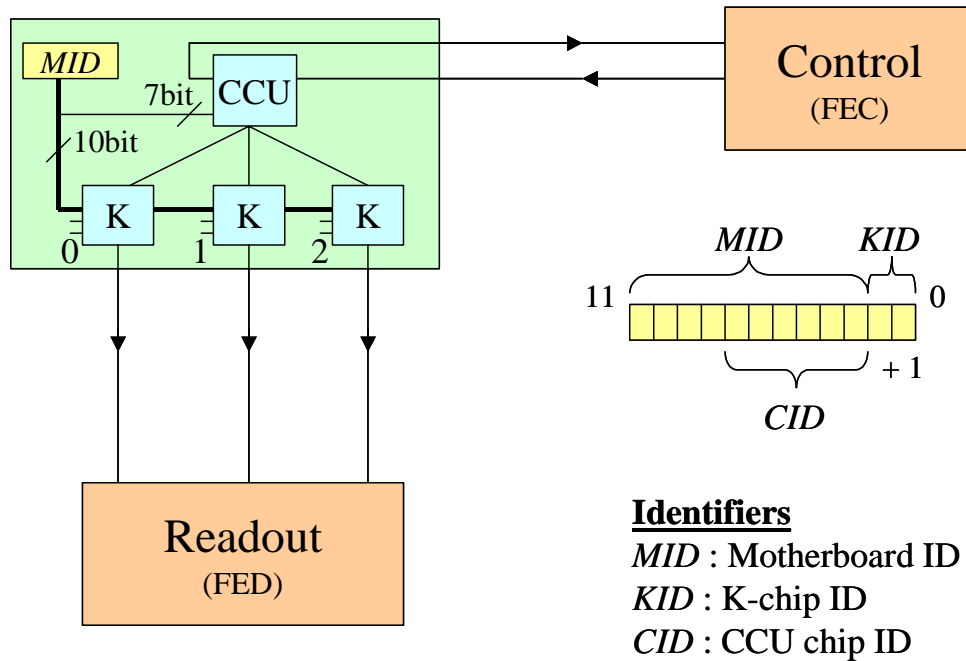 MID
CCU
7bit
10bit
K
K
K
0
1
2
Control
(FEC)
MID
KID
11
0
+ 1
CID
Readout
(FED)
Identifiers
MID : Motherboard ID
KID : K-chip ID
CID : CCU chip ID